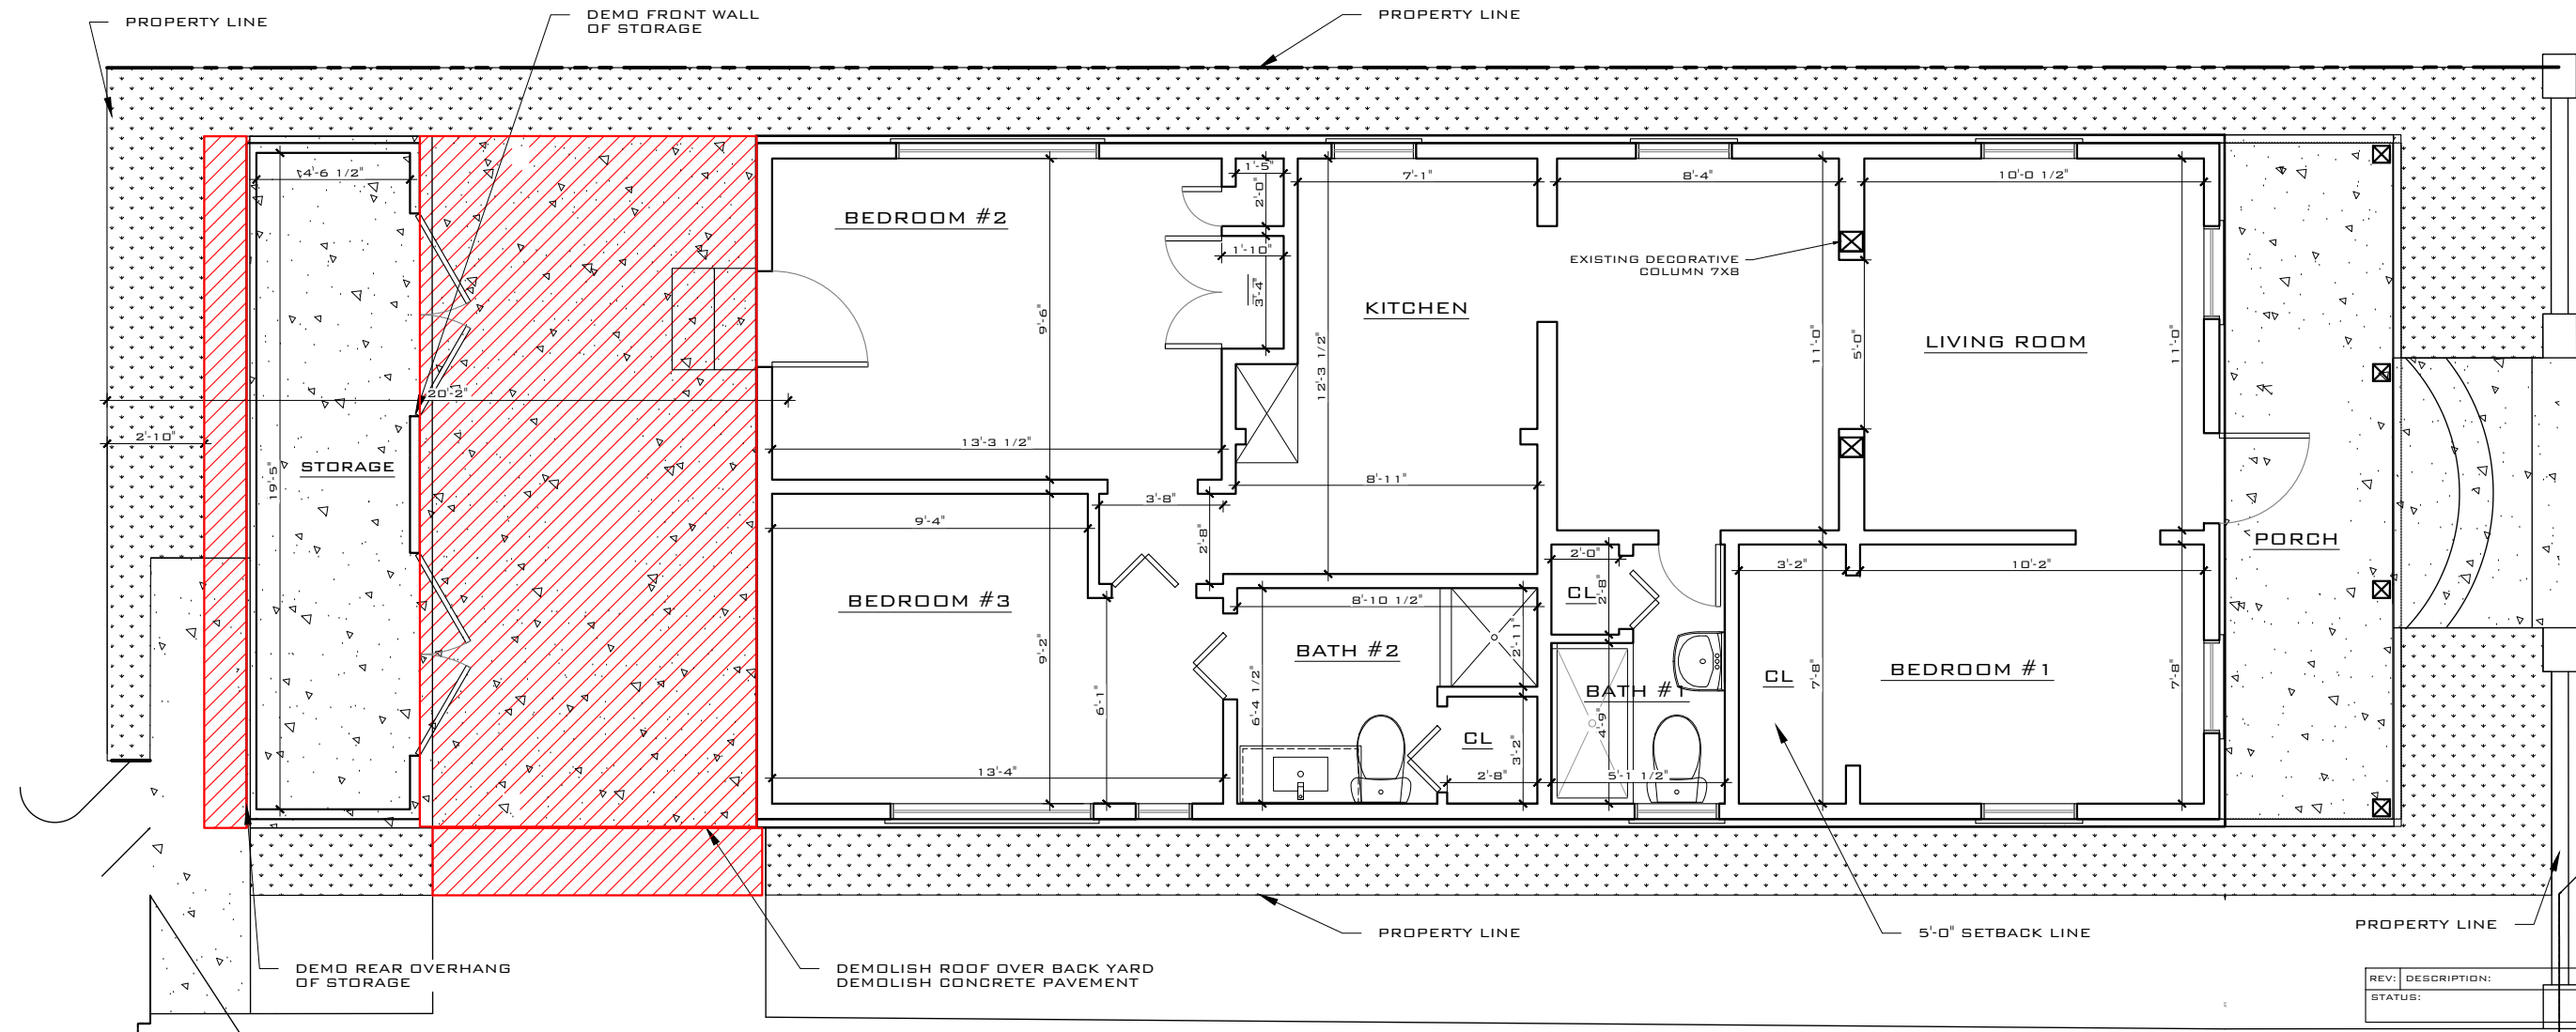 PROPERTY LINE
DEMO FRONT WALL
OF STORAGE
PROPERTY LINE
4'-6 1/2"
1'-5"
2'-0"
7'-1"
8'-4"
10'-0 1/2"
BEDROOM #2
1'-10"
3'-4"
EXISTING DECORATIVE
COLUMN 7X8
KITCHEN
9'-6"
12'-3 1/2"
11'-0"
5'-0"
LIVING ROOM
11'-0"
20'-2"
2'-10"
13'-3 1/2"
STORAGE
19'-5"
8'-11"
3'-8"
9'-4"
2'-8"
PORCH
2'-0"
3'-2"
10'-2"
CL
2'-8"
BEDROOM #3
8'-10 1/2"
2'-11"
9'-2"
BATH #2
BATH #1
CL
7'-8"
BEDROOM #1
7'-8"
6'-1"
6'-4 1/2"
4'-9"
CL
3'-2"
13'-4"
2'-8"
5'-1 1/2"
PROPERTY LINE
5'-0" SETBACK LINE
PROPERTY LINE
DEMO REAR OVERHANG
OF STORAGE
DEMOLISH ROOF OVER BACK YARD
DEMOLISH CONCRETE PAVEMENT
REV: DESCRIPTION:
STATUS: